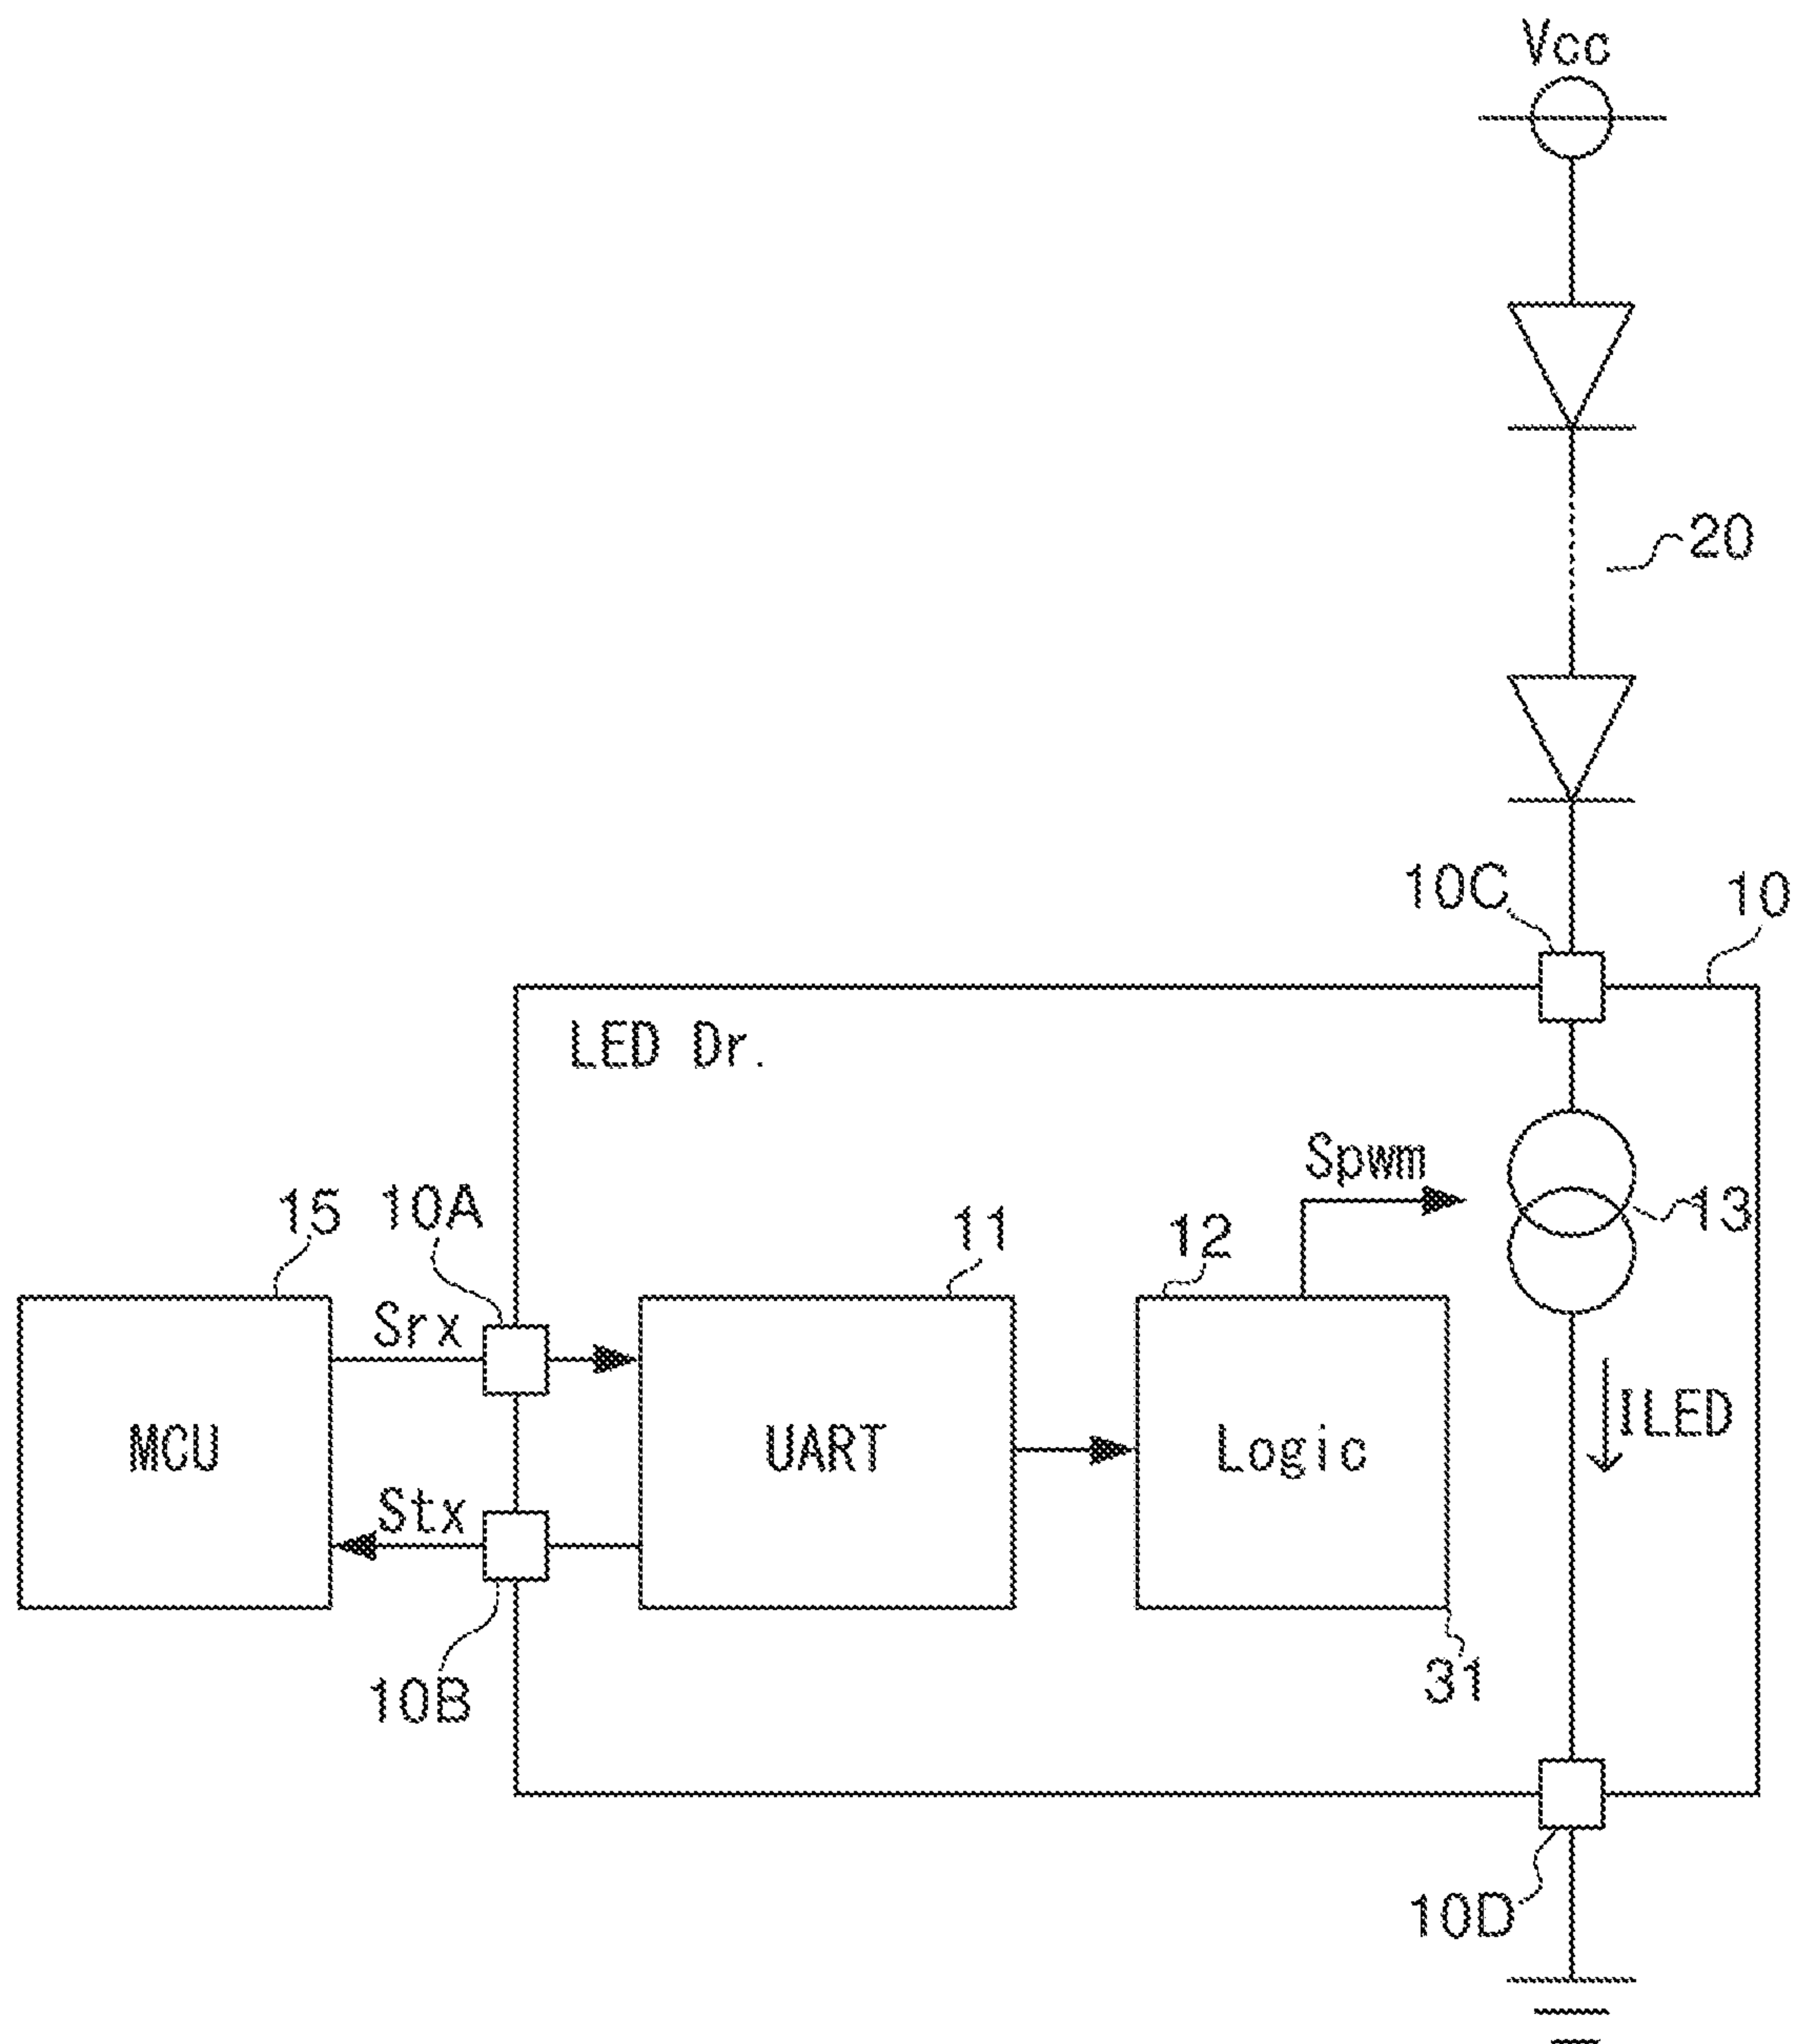 Vcc
20
10C
10
LED Dr.
Spwm
13
15
10A
11
12
Srx
MCU
UART
Logic
ILED
Stx
10B
31
10D